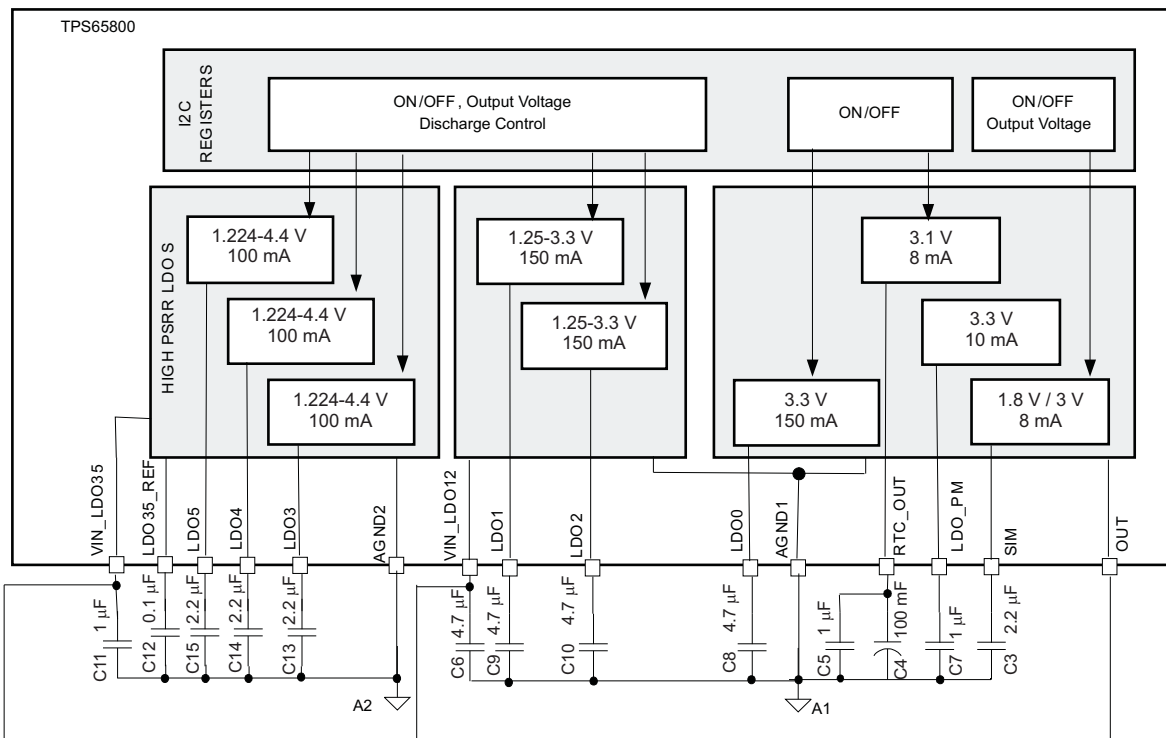 TPS65800
I2C
REGISTERS
ON/OFF, Output Voltage
Discharge Control
ON/OFF
ON/OFF
Output Voltage
HIGH PSRR LDO S
1.224-4.4 V
100 mA
1.224-4.4 V
100 mA
1.224-4.4 V
100 mA
1.25-3.3 V
150 mA
1.25-3.3 V
150 mA
3.1 V
8 mA
3.3 V
10 mA
3.3 V
150 mA
1.8 V / 3 V
8 mA
VIN_LDO35
LDO35_REF
LDO5
LDO4
LDO3
AGND2
VIN_LDO12
LDO1
LDO2
LDO0
AGND1
RTC_OUT
LDO_PM
SIM
OUT
C11 1 µF
C12 0.1 µF
C15 2.2 µF
C14 2.2 µF
C13 2.2 µF
C6 4.7 µF
C9 4.7 µF
C10 4.7 µF
C8 4.7 µF
C5 1 µF
C4 100 mF
C7 1 µF
C3 2.2 µF
A2
A1